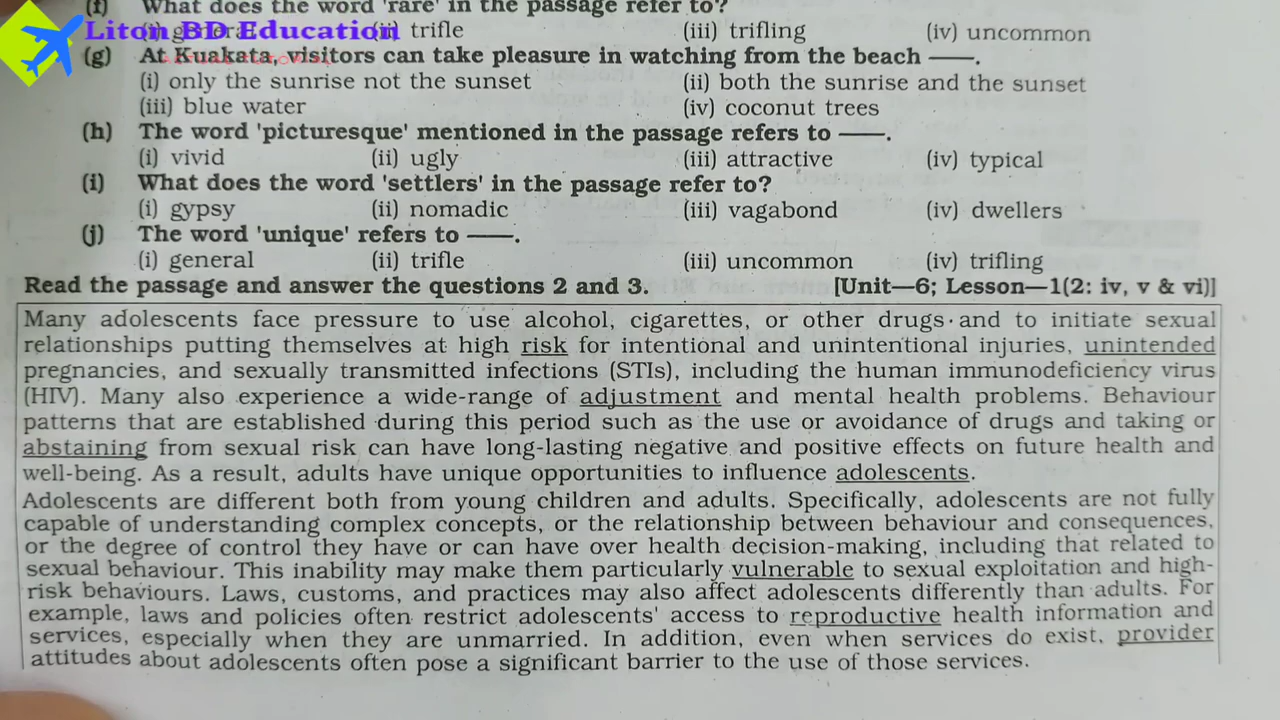 (f) What does the word 'rare' in the passage refer to?
Liton BD Education
(ii) trifle (iii) trifling (iv) uncommon
(g) At Kuakata, visitors can take pleasure in watching from the beach ——.
(i) only the sunrise not the sunset (ii) both the sunrise and the sunset
(iii) blue water (iv) coconut trees
(h) The word 'picturesque' mentioned in the passage refers to ——.
(i) vivid (ii) ugly (iii) attractive (iv) typical
(i) What does the word 'settlers' in the passage refer to?
(i) gypsy (ii) nomadic (iii) vagabond (iv) dwellers
(j) The word 'unique' refers to ——.
(i) general (ii) trifle (iii) uncommon (iv) trifling
Read the passage and answer the questions 2 and 3. [Unit—6; Lesson—1(2: iv, v & vi)]
Many adolescents face pressure to use alcohol, cigarettes, or other drugs and to initiate sexual
relationships putting themselves at high risk for intentional and unintentional injuries, unintended
pregnancies, and sexually transmitted infections (STIs), including the human immunodeficiency virus
(HIV). Many also experience a wide-range of adjustment and mental health problems. Behaviour
patterns that are established during this period such as the use or avoidance of drugs and taking or
abstaining from sexual risk can have long-lasting negative and positive effects on future health and
well-being. As a result, adults have unique opportunities to influence adolescents.
Adolescents are different both from young children and adults. Specifically, adolescents are not fully
capable of understanding complex concepts, or the relationship between behaviour and consequences,
or the degree of control they have or can have over health decision-making, including that related to
sexual behaviour. This inability may make them particularly vulnerable to sexual exploitation and high-
risk behaviours. Laws, customs, and practices may also affect adolescents differently than adults. For
example, laws and policies often restrict adolescents' access to reproductive health information and
services, especially when they are unmarried. In addition, even when services do exist, provider
attitudes about adolescents often pose a significant barrier to the use of those services.